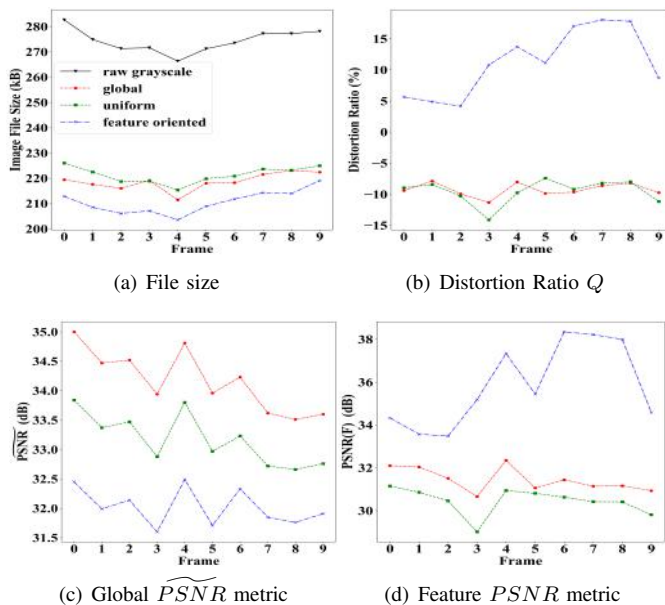 280
270
260
250
240
230
220
210
200
Image File Size (kB)
raw grayscale
global
uniform
feature oriented
0 1 2 3 4 5 6 7 8 9
Frame
(a) File size
15
10
5
0
−5
−10
−15
Distortion Ratio (%)
0 1 2 3 4 5 6 7 8 9
Frame
(b) Distortion Ratio Q
35.0
34.5
34.0
33.5
33.0
32.5
32.0
31.5
PSNR (dB)
0 1 2 3 4 5 6 7 8 9
Frame
(c) Global PSNR metric
38
36
34
32
30
PSNR(F) (dB)
0 1 2 3 4 5 6 7 8 9
Frame
(d) Feature PSNR metric